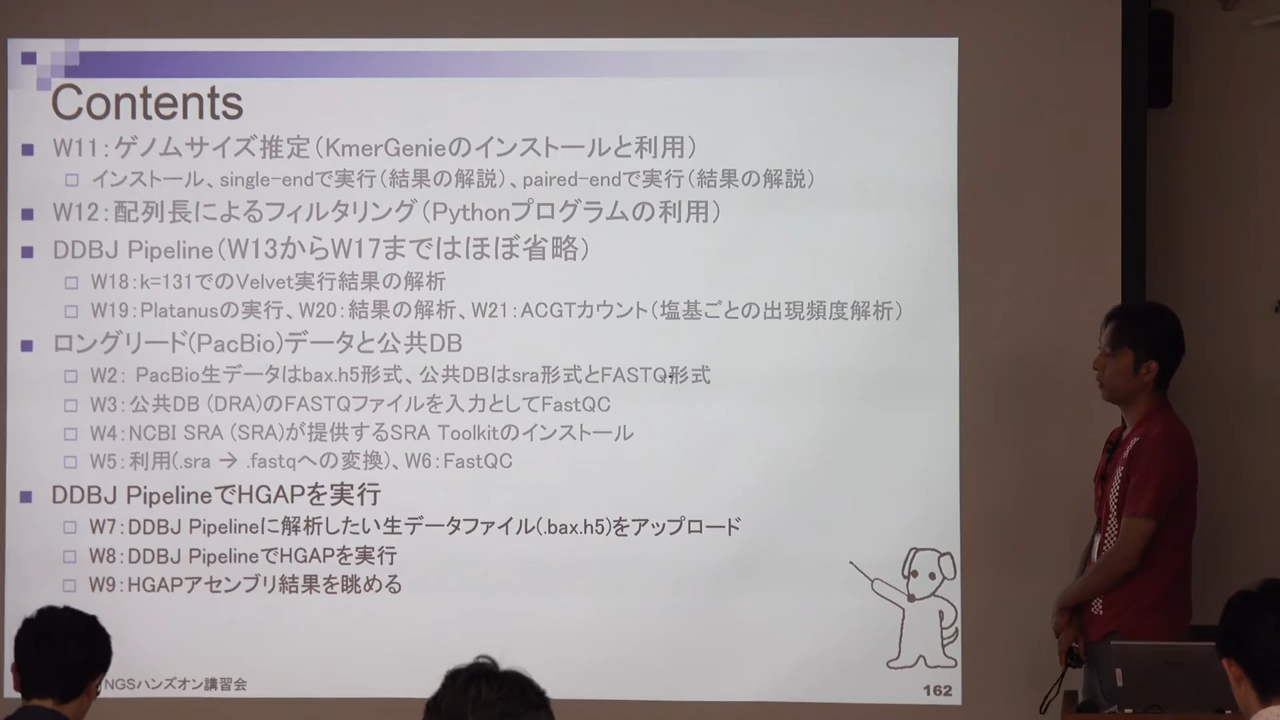 Contents
W11：ゲノムサイズ推定（KmerGenieのインストールと利用）
インストール、single-endで実行（結果の解説）、paired-endで実行（結果の解説）
W12：配列長によるフィルタリング（Pythonプログラムの利用）
DDBJ Pipeline（W13からW17まではほぼ省略）
W18：k=131でのVelvet実行結果の解析
W19：Platanusの実行、W20：結果の解析、W21：ACGTカウント（塩基ごとの出現頻度解析）
ロングリード(PacBio)データと公共DB
W2： PacBio生データはbax.h5形式、公共DBはsra形式とFASTQ形式
W3：公共DB (DRA)のFASTQファイルを入力としてFastQC
W4：NCBI SRA (SRA)が提供するSRA Toolkitのインストール
W5：利用(.sra → .fastqへの変換)、W6：FastQC
DDBJ PipelineでHGAPを実行
W7：DDBJ Pipelineに解析したい生データファイル(.bax.h5)をアップロード
W8：DDBJ PipelineでHGAPを実行
W9：HGAPアセンブリ結果を眺める
NGSハンズオン講習会
162